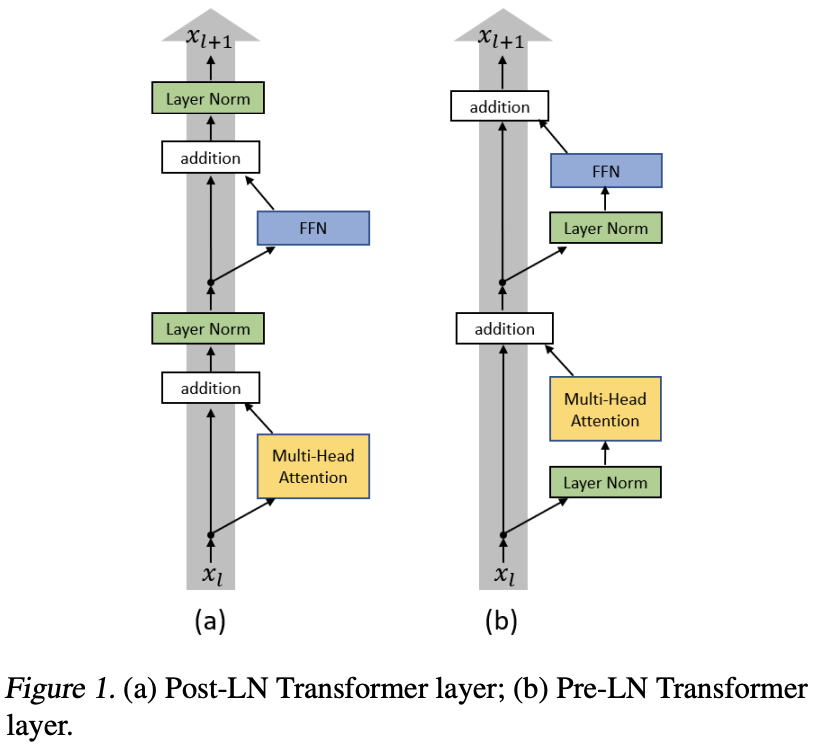 x_{l+1}
Layer Norm
addition
FFN
Layer Norm
addition
Multi-Head
Attention
x_l
(a)
x_{l+1}
addition
FFN
Layer Norm
addition
Multi-Head
Attention
Layer Norm
x_l
(b)
Figure 1. (a) Post-LN Transformer layer; (b) Pre-LN Transformer
layer.